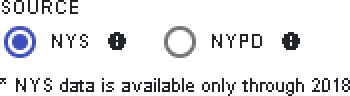 SOURCE
NYS NYPD
* NYS data is available only through 2018